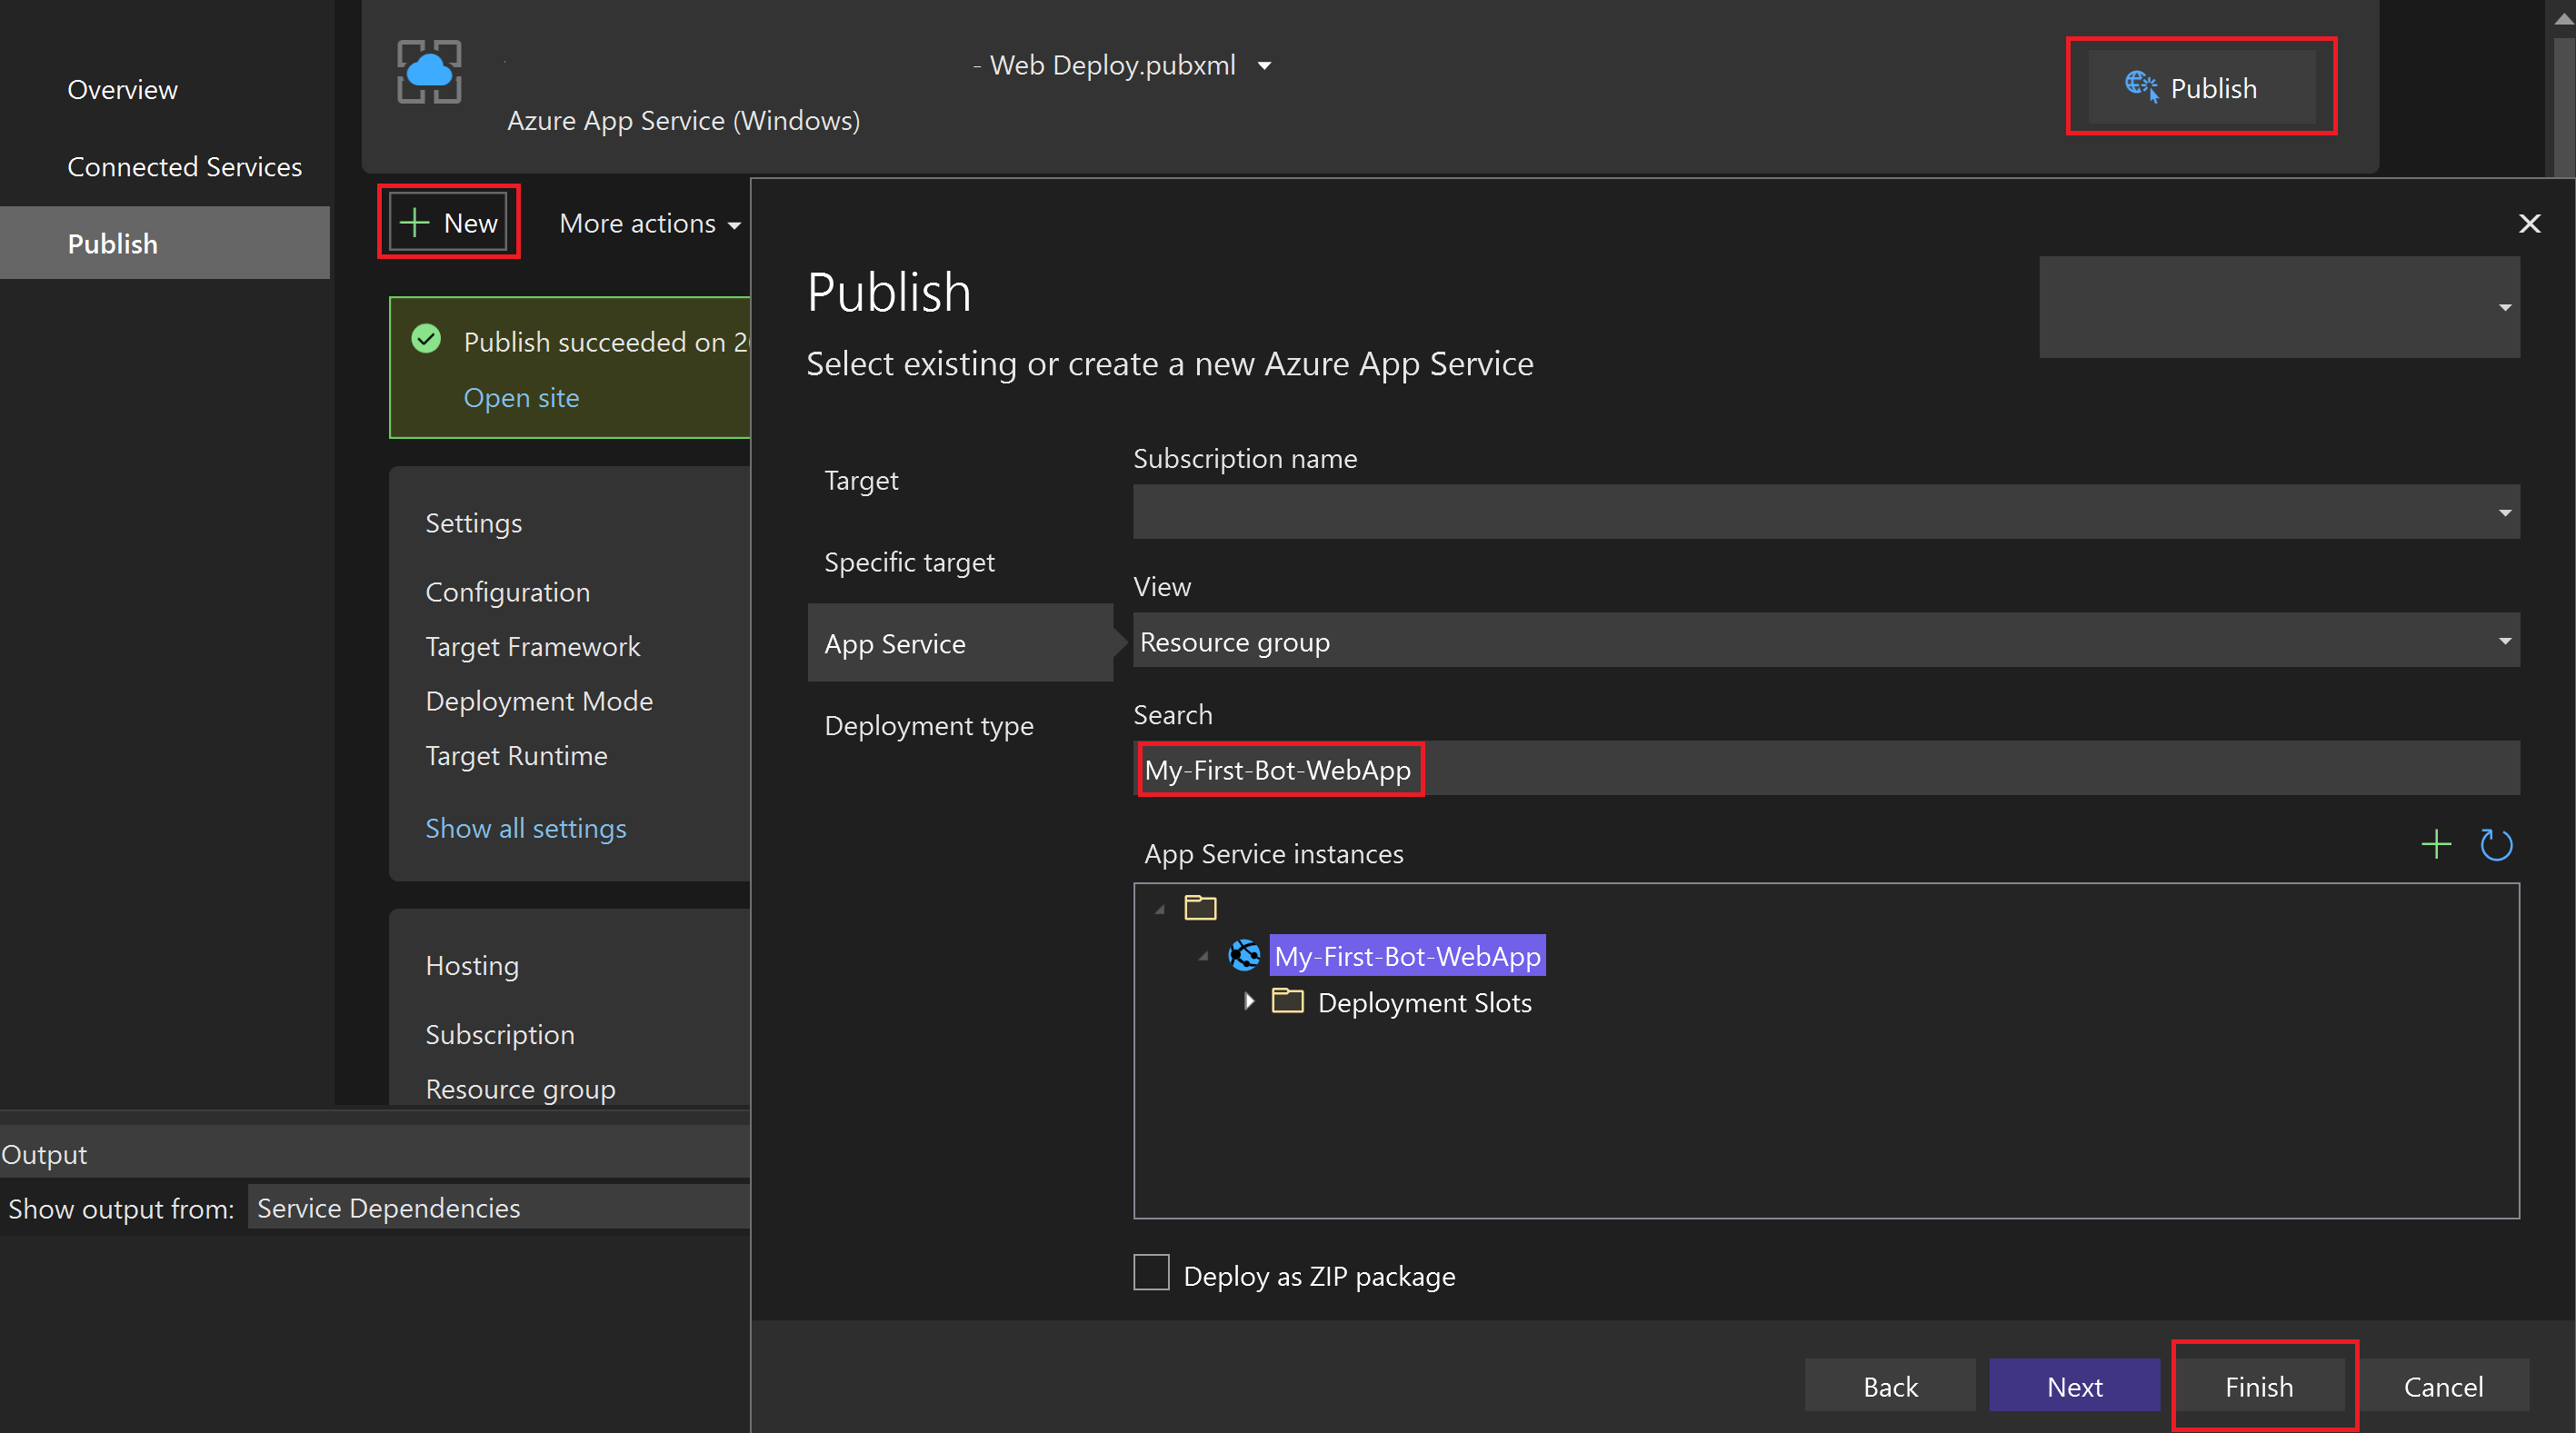 Overview
Connected Services
Publish
- Web Deploy.pubxml
Azure App Service (Windows)
Publish
New
More actions
Publish succeeded on
Open site
Settings
Configuration
Target Framework
Deployment Mode
Target Runtime
Show all settings
Hosting
Subscription
Resource group
Output
Show output from: Service Dependencies
Publish
Select existing or create a new Azure App Service
Target
Specific target
App Service
Deployment type
Subscription name
View
Resource group
Search
My-First-Bot-WebApp
App Service instances
My-First-Bot-WebApp
Deployment Slots
Deploy as ZIP package
Back
Next
Finish
Cancel